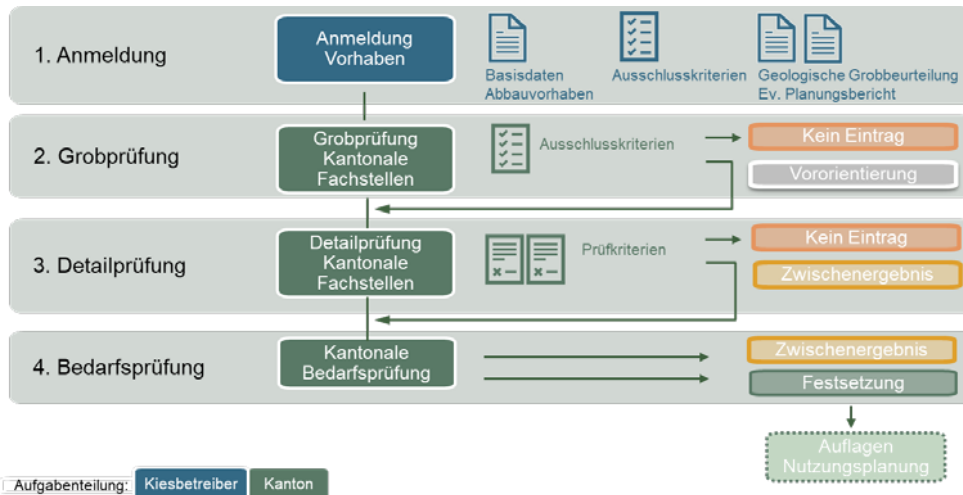 1. Anmeldung
Anmeldung
Vorhaben
Basisdaten
Abbauvorhaben
Ausschlusskriterien
Geologische Grobbeurteilung
Ev. Planungsbericht
2. Grobprüfung
Grobprüfung
Kantonale
Fachstellen
Ausschlusskriterien
Kein Eintrag
Vororientierung
3. Detailprüfung
Detailprüfung
Kantonale
Fachstellen
Prüfkriterien
Kein Eintrag
Zwischenergebnis
4. Bedarfsprüfung
Kantonale
Bedarfsprüfung
Zwischenergebnis
Festsetzung
Auflagen
Nutzungsplanung
Aufgabenteilung: Kiesbetreiber Kanton